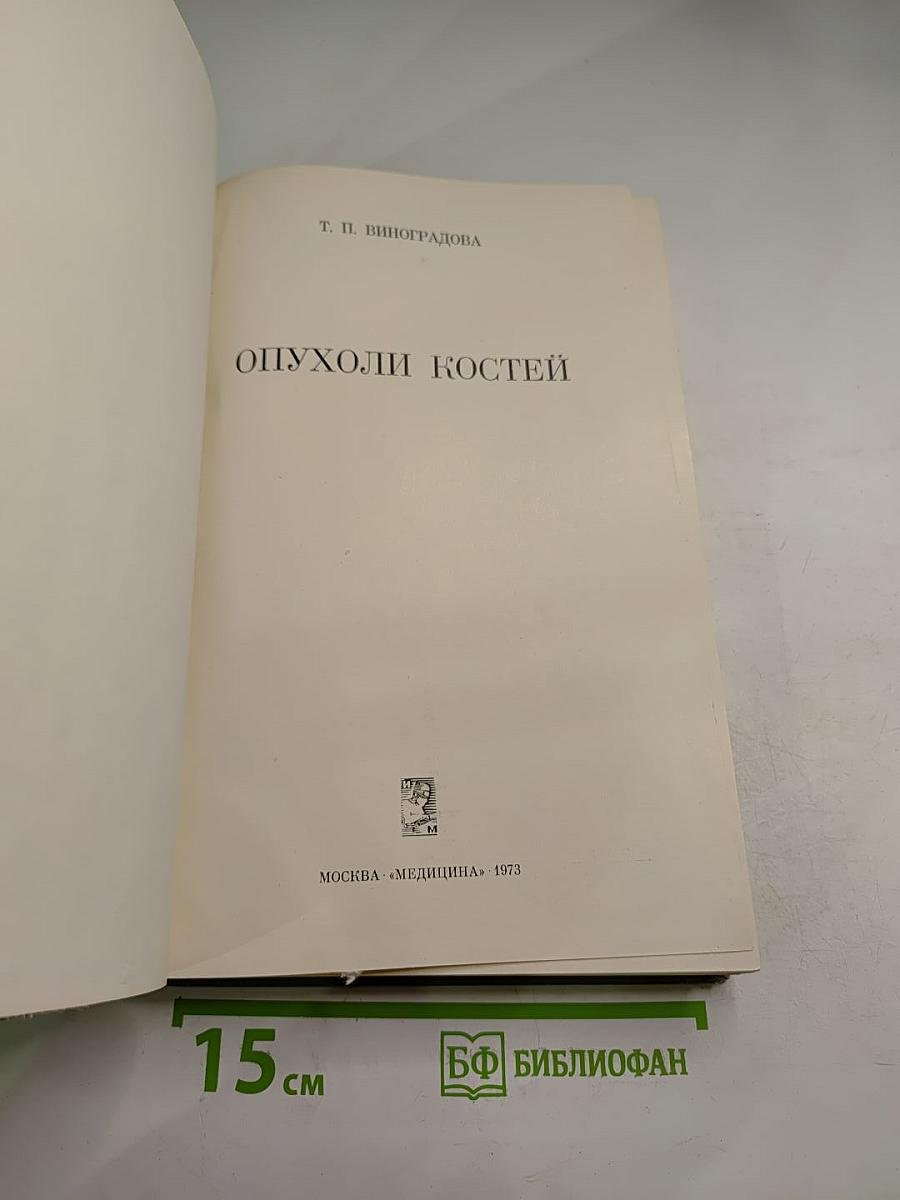 Т. П. ВИНОГРАДОВА
ОПУХОЛИ КОСТЕЙ
М
МОСКВА · «МЕДИЦИНА» · 1973
15 см
БФ БИБЛИОФАН